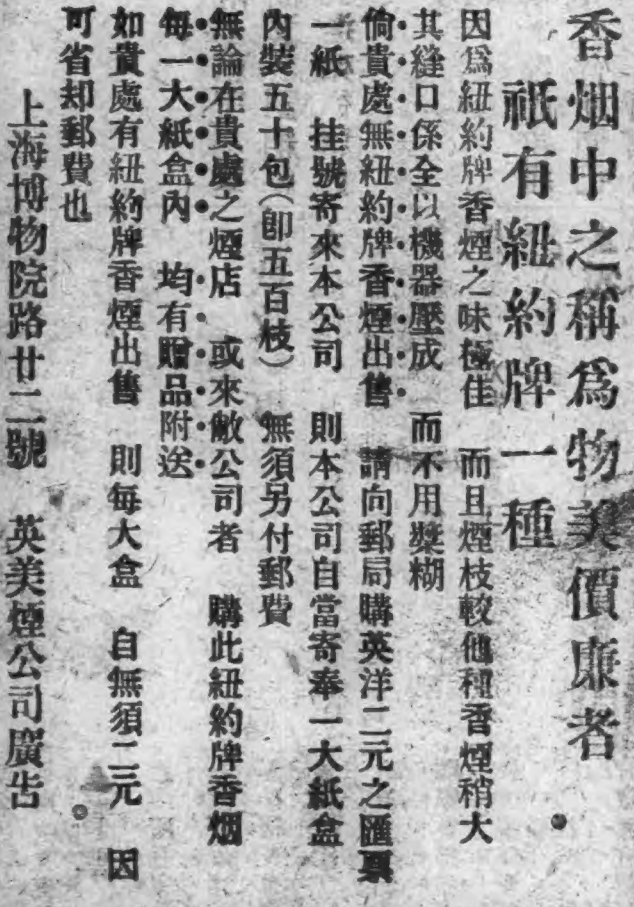 香烟中之稱爲物美價廉者
祇有紐約牌一種
因爲紐約牌香煙之味極佳　而且煙枝較他種香煙稍大
其縫口係全以機器壓成　而不用漿糊
倘貴處無紐約牌香煙出售　請向郵局購英洋二元之匯票
一紙　挂號寄來本公司　則本公司自當寄奉一大紙盒
內裝五十包(卽五百枝)　無須另付郵費
無論在貴處之煙店　或來敝公司者　購此紐約牌香烟
每一大紙盒內　均有贈品附送
如貴處有紐約牌香煙出售　則每大盒　自無須二元　因
可省却郵費也
上海博物院路廿二號　英美煙公司廣告